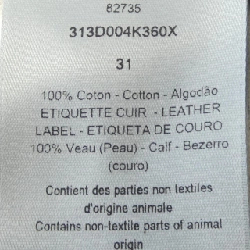 82735
313D004K360X
31
100% Coton - Cotton - Algodão
ETIQUETTE CUIR - LEATHER
LABEL - ETIQUETA DE COURO
100% Veau (Peau) - Calf - Bezerro
(couro)
Contient des parties non textiles
d'origine animale
Contains non-textile parts of animal
origin